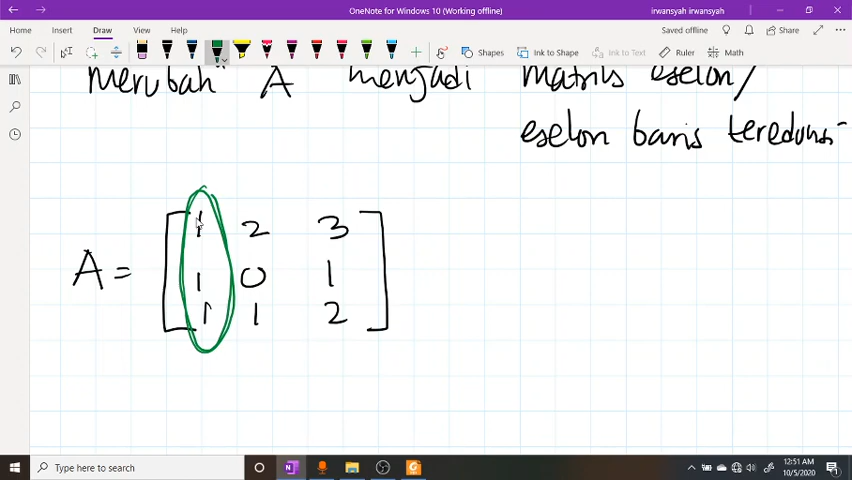 OneNote for Windows 10 (Working offline)
irwansyah irwansyah
Home Insert Draw View Help
Saved offline Share
Shapes Ink to Shape Ink to Text Ruler Math
merubah" A menjadi matriks eselon/
eselon baris tereduksi
A = [ 1 2 3
1 0 1
1 1 2 ]
Type here to search
12:51 AM
10/5/2020